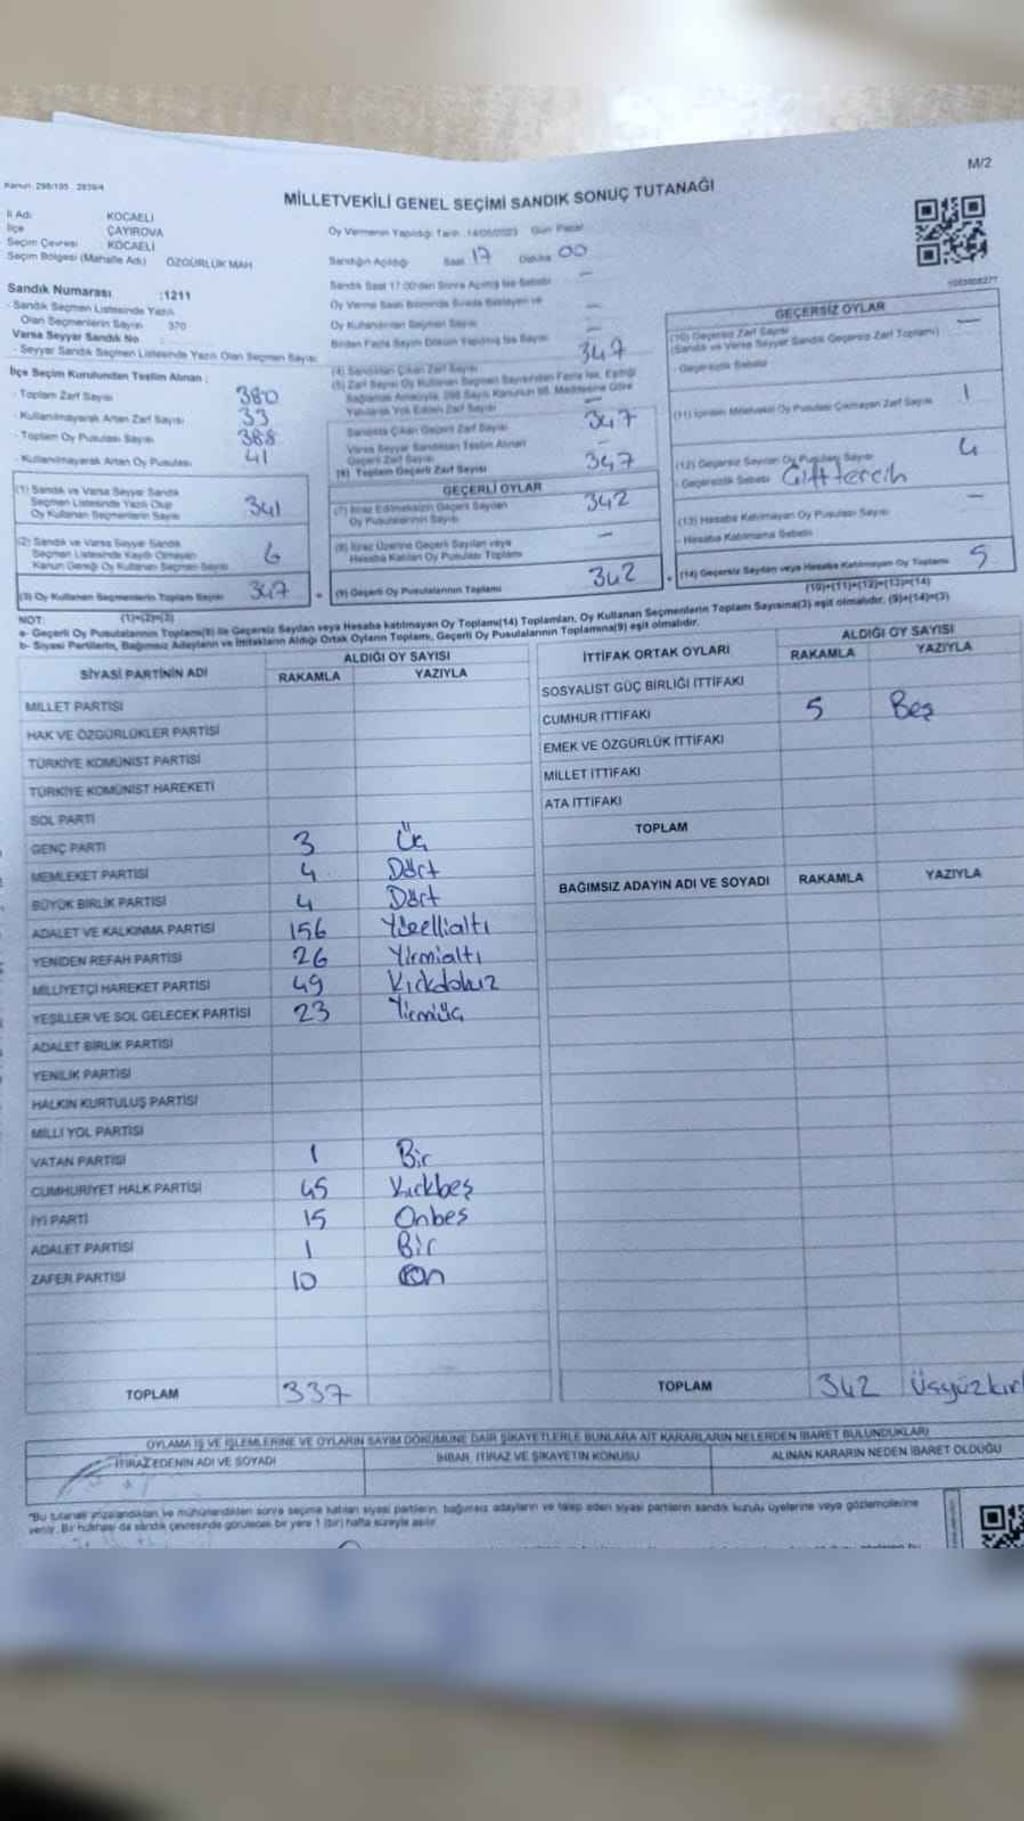 M/2
Kanun 298/105 2839/4
MİLLETVEKİLİ GENEL SEÇİMİ SANDIK SONUÇ TUTANAĞI
İl Adı KOCAELİ
İlçe ÇAYIROVA
Seçim Çevresi KOCAELİ
Seçim Bölgesi (Mahalle Adı) ÖZGÜRLÜK MAH
Oy Vermenin Yapıldığı Tarih 14/05/2023 Gün Pazar
Sandığın Açıldığı Saat 17 Dakika 00
Sandık Saat 17:00'den Sonra Açılmış İse Sebebi —
Sandık Numarası :1211
- Sandık Seçmen Listesinde Yazılı
Olan Seçmenlerin Sayısı 370
Varsa Seyyar Sandık No
- Seyyar Sandık Seçmen Listesinde Yazılı Olan Seçmen Sayısı
İlçe Seçim Kurulundan Teslim Alınan :
- Toplam Zarf Sayısı 380
- Kullanılmayarak Artan Zarf Sayısı 33
- Toplam Oy Pusulası Sayısı 388
- Kullanılmayarak Artan Oy Pusulası 41
(1) Sandık ve Varsa Seyyar Sandık
Seçmen Listesinde Yazılı Olup
Oy Kullanan Seçmenlerin Sayısı 341
(2) Sandık ve Varsa Seyyar Sandık
Seçmen Listesinde Kayıtlı Olmayan
Kanun Gereği Oy Kullanan Seçmen Sayısı 6
(3) Oy Kullanan Seçmenlerin Toplam Sayısı 347
(1)+(2)=(3)
Oy Verme Saati Bitiminde Sırada Bekleyen ve
Oy Kullandırılan Seçmen Sayısı —
Birden Fazla Sayım Döküm Yapılmış İse Sayısı —
(4) Sandıktan Çıkan Zarf Sayısı 347
(5) Zarf Sayısı Oy Kullanan Seçmen Sayısından Fazla İse, Eşitliği
Sağlamak Amacıyla, 298 Sayılı Kanunun 98. Maddesine Göre
Yakılarak Yok Edilen Zarf Sayısı —
Sandıkta Çıkan Geçerli Zarf Sayısı 347
Varsa Seyyar Sandıktan Teslim Alınan
Geçerli Zarf Sayısı —
(6) Toplam Geçerli Zarf Sayısı 347
GEÇERLİ OYLAR
(7) İtiraz Edilmeksizin Geçerli Sayılan
Oy Pusulalarının Sayısı 342
(8) İtiraz Üzerine Geçerli Sayılan veya
Hesaba Katılan Oy Pusulası Toplamı —
(9) Geçerli Oy Pusulalarının Toplamı 342
GEÇERSİZ OYLAR
(10) Geçersiz Zarf Sayısı —
(Sandık ve Varsa Seyyar Sandık Geçersiz Zarf Toplamı)
- Geçersizlik Sebebi
(11) İçinden Milletvekili Oy Pusulası Çıkmayan Zarf Sayısı 1
(12) Geçersiz Sayılan Oy Pusulası Sayısı 4
- Geçersizlik Sebebi Çift tercih
(13) Hesaba Katılmayan Oy Pusulası Sayısı —
- Hesaba Katılmama Sebebi
(14) Geçersiz Sayılan veya Hesaba Katılmayan Oy Toplamı 5
(10)+(11)+(12)+(13)=(14)
NOT:
a- Geçerli Oy Pusulalarının Toplamı(9) ile Geçersiz Sayılan veya Hesaba katılmayan Oy Toplamı(14) Toplamları, Oy Kullanan Seçmenlerin Toplam Sayısına(3) eşit olmalıdır. (9)+(14)=(3)
b- Siyasi Partilerin, Bağımsız Adayların ve İttifakların Aldığı Ortak Oyların Toplamı, Geçerli Oy Pusulalarının Toplamına(9) eşit olmalıdır.
SİYASİ PARTİNİN ADI ALDIĞI OY SAYISI
RAKAMLA YAZIYLA
MİLLET PARTİSİ
HAK VE ÖZGÜRLÜKLER PARTİSİ
TÜRKİYE KOMÜNİST PARTİSİ
TÜRKİYE KOMÜNİST HAREKETİ
SOL PARTİ
GENÇ PARTİ 3 Üç
MEMLEKET PARTİSİ 4 Dört
BÜYÜK BİRLİK PARTİSİ 4 Dört
ADALET VE KALKINMA PARTİSİ 156 Yüzellialtı
YENİDEN REFAH PARTİSİ 26 Yirmialtı
MİLLİYETÇİ HAREKET PARTİSİ 49 Kırkdokuz
YEŞİLLER VE SOL GELECEK PARTİSİ 23 Yirmiüç
ADALET BİRLİK PARTİSİ
YENİLİK PARTİSİ
HALKIN KURTULUŞ PARTİSİ
MİLLİ YOL PARTİSİ
VATAN PARTİSİ 1 Bir
CUMHURİYET HALK PARTİSİ 45 Kırkbeş
İYİ PARTİ 15 Onbeş
ADALET PARTİSİ 1 Bir
ZAFER PARTİSİ 10 On
TOPLAM 337
İTTİFAK ORTAK OYLARI ALDIĞI OY SAYISI
RAKAMLA YAZIYLA
SOSYALİST GÜÇ BİRLİĞİ İTTİFAKI
CUMHUR İTTİFAKI 5 Beş
EMEK VE ÖZGÜRLÜK İTTİFAKI
MİLLET İTTİFAKI
ATA İTTİFAKI
TOPLAM
BAĞIMSIZ ADAYIN ADI VE SOYADI RAKAMLA YAZIYLA
TOPLAM 342
OYLAMA İŞ VE İŞLEMLERİNE VE OYLARIN SAYIM DÖKÜMÜNE DAİR ŞİKAYETLERLE BUNLARA AİT KARARLARIN NELERDEN İBARET BULUNDUKLARI
İTİRAZ EDENİN ADI VE SOYADI İHBAR, İTİRAZ VE ŞİKAYETİN KONUSU ALINAN KARARIN NEDEN İBARET OLDUĞU
"Bu tutanak imzalandıktan ve mühürlendikten sonra seçime katılan siyasi partilerin, bağımsız adayların ve talep eden siyasi partilerin sandık kurulu üyelerine veya gözlemcilerine
verilir. Bir nüshası da sandık çevresinde görülecek bir yere 1 (bir) hafta süreyle asılır.